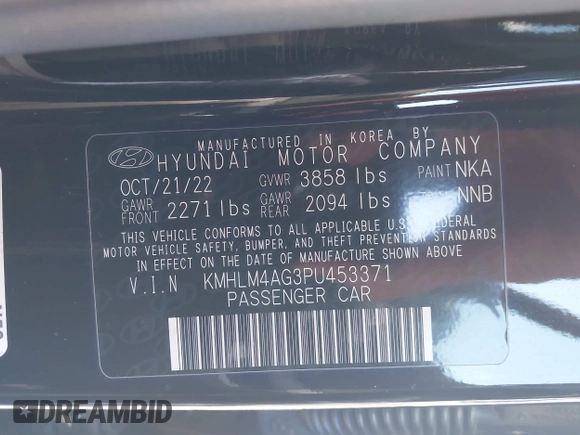 MANUFACTURED IN KOREA BY
HYUNDAI MOTOR COMPANY
OCT/21/22 GVWR 3858 lbs PAINT NKA
GAWR FRONT 2271 lbs GAWR REAR 2094 lbs NNB
THIS VEHICLE CONFORMS TO ALL APPLICABLE U.S. FEDERAL
MOTOR VEHICLE SAFETY, BUMPER, AND THEFT PREVENTION STANDARDS
IN EFFECT ON THE DATE OF MANUFACTURE SHOWN ABOVE
V.I.N KMHLM4AG3PU453371
PASSENGER CAR
DREAMBID